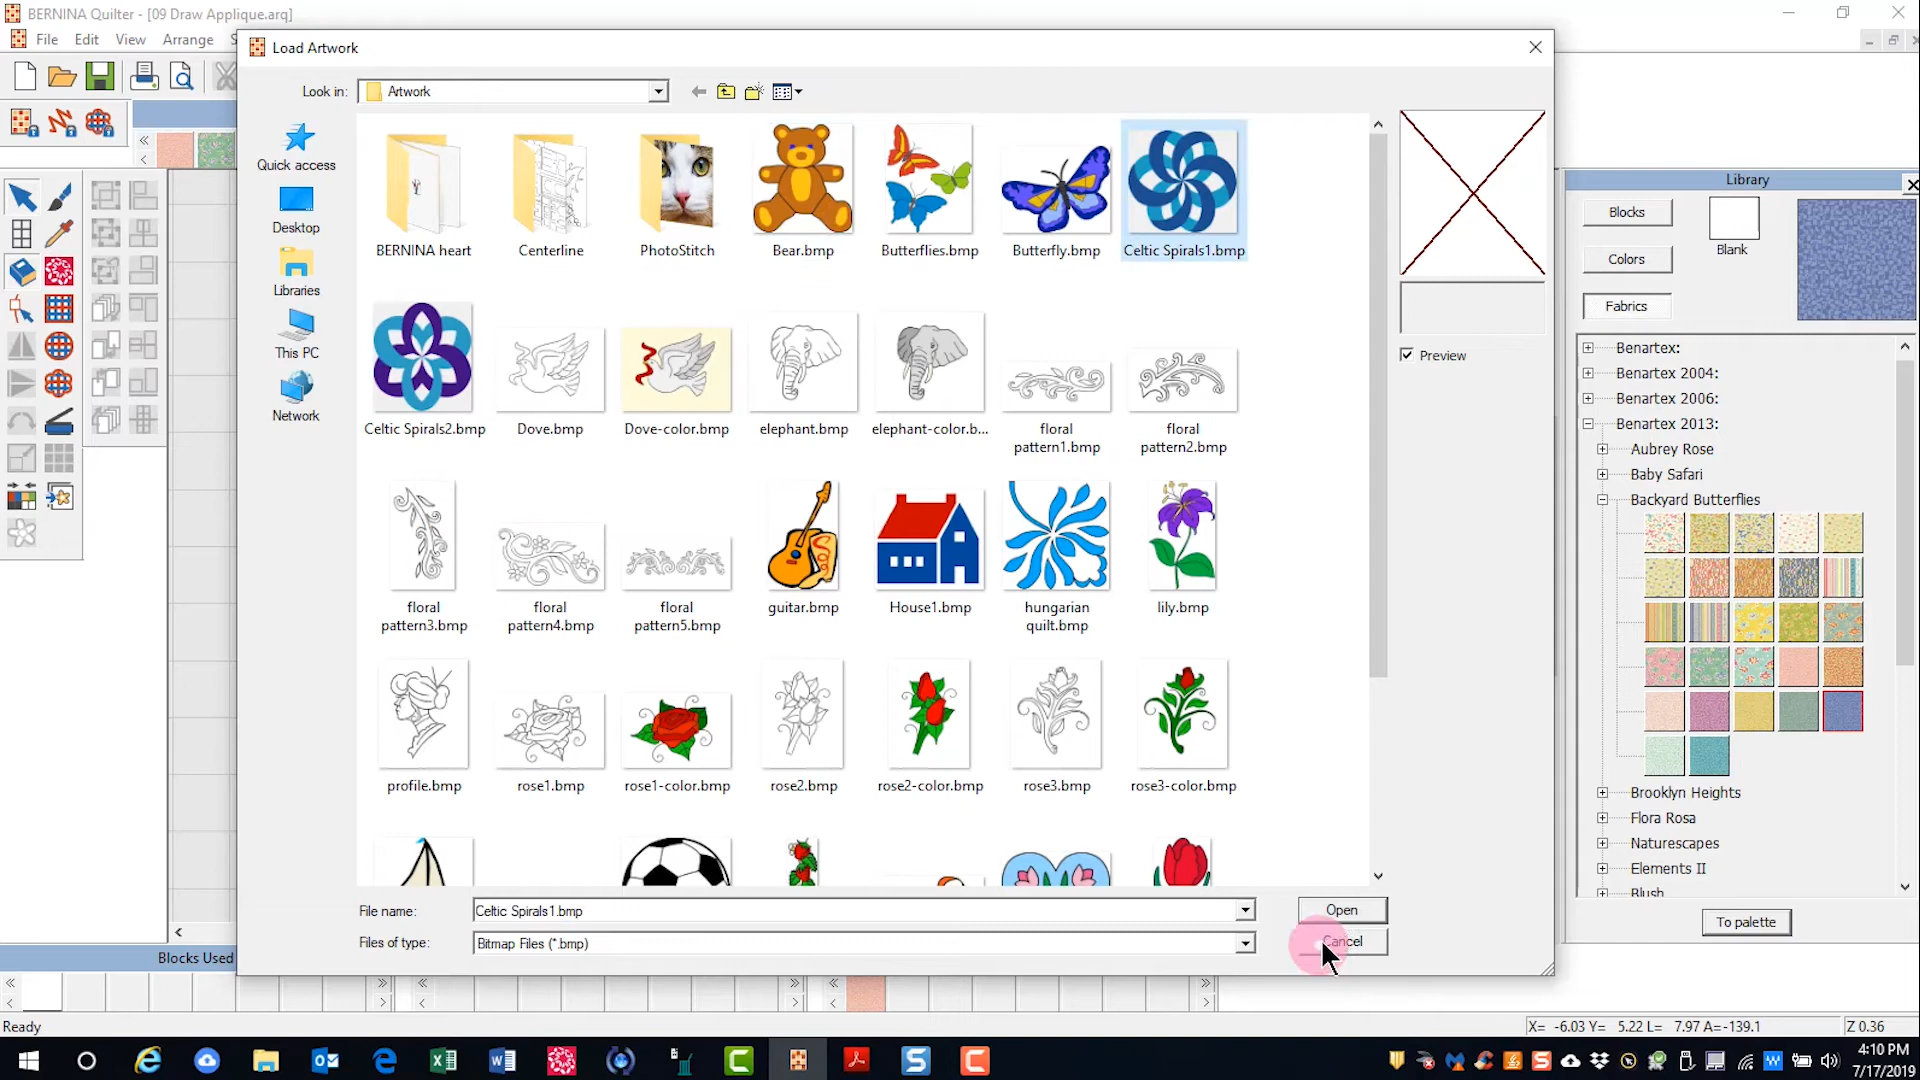 BERNINA Quilter - [09 Draw Applique.arq]
File Edit View Arrange S
Load Artwork
Look in: Artwork
Quick access
Desktop
Libraries
This PC
Network
BERNINA heart
Centerline
PhotoStitch
Bear.bmp
Butterflies.bmp
Butterfly.bmp
Celtic Spirals1.bmp
Celtic Spirals2.bmp
Dove.bmp
Dove-color.bmp
elephant.bmp
elephant-color.b...
floral
pattern1.bmp
floral
pattern2.bmp
floral
pattern3.bmp
floral
pattern4.bmp
floral
pattern5.bmp
guitar.bmp
House1.bmp
hungarian
quilt.bmp
lily.bmp
profile.bmp
rose1.bmp
rose1-color.bmp
rose2.bmp
rose2-color.bmp
rose3.bmp
rose3-color.bmp
Preview
File name: Celtic Spirals1.bmp
Open
Files of type: Bitmap Files (*.bmp)
Cancel
Library
Blocks
Blank
Colors
Fabrics
Benartex:
Benartex 2004:
Benartex 2006:
Benartex 2013:
Aubrey Rose
Baby Safari
Backyard Butterflies
Brooklyn Heights
Flora Rosa
Naturescapes
Elements II
Blush
To palette
Blocks Used
Ready
X= -6.03 Y= 5.22 L= 7.97 A=-139.1
Z 0.36
4:10 PM
7/17/2019